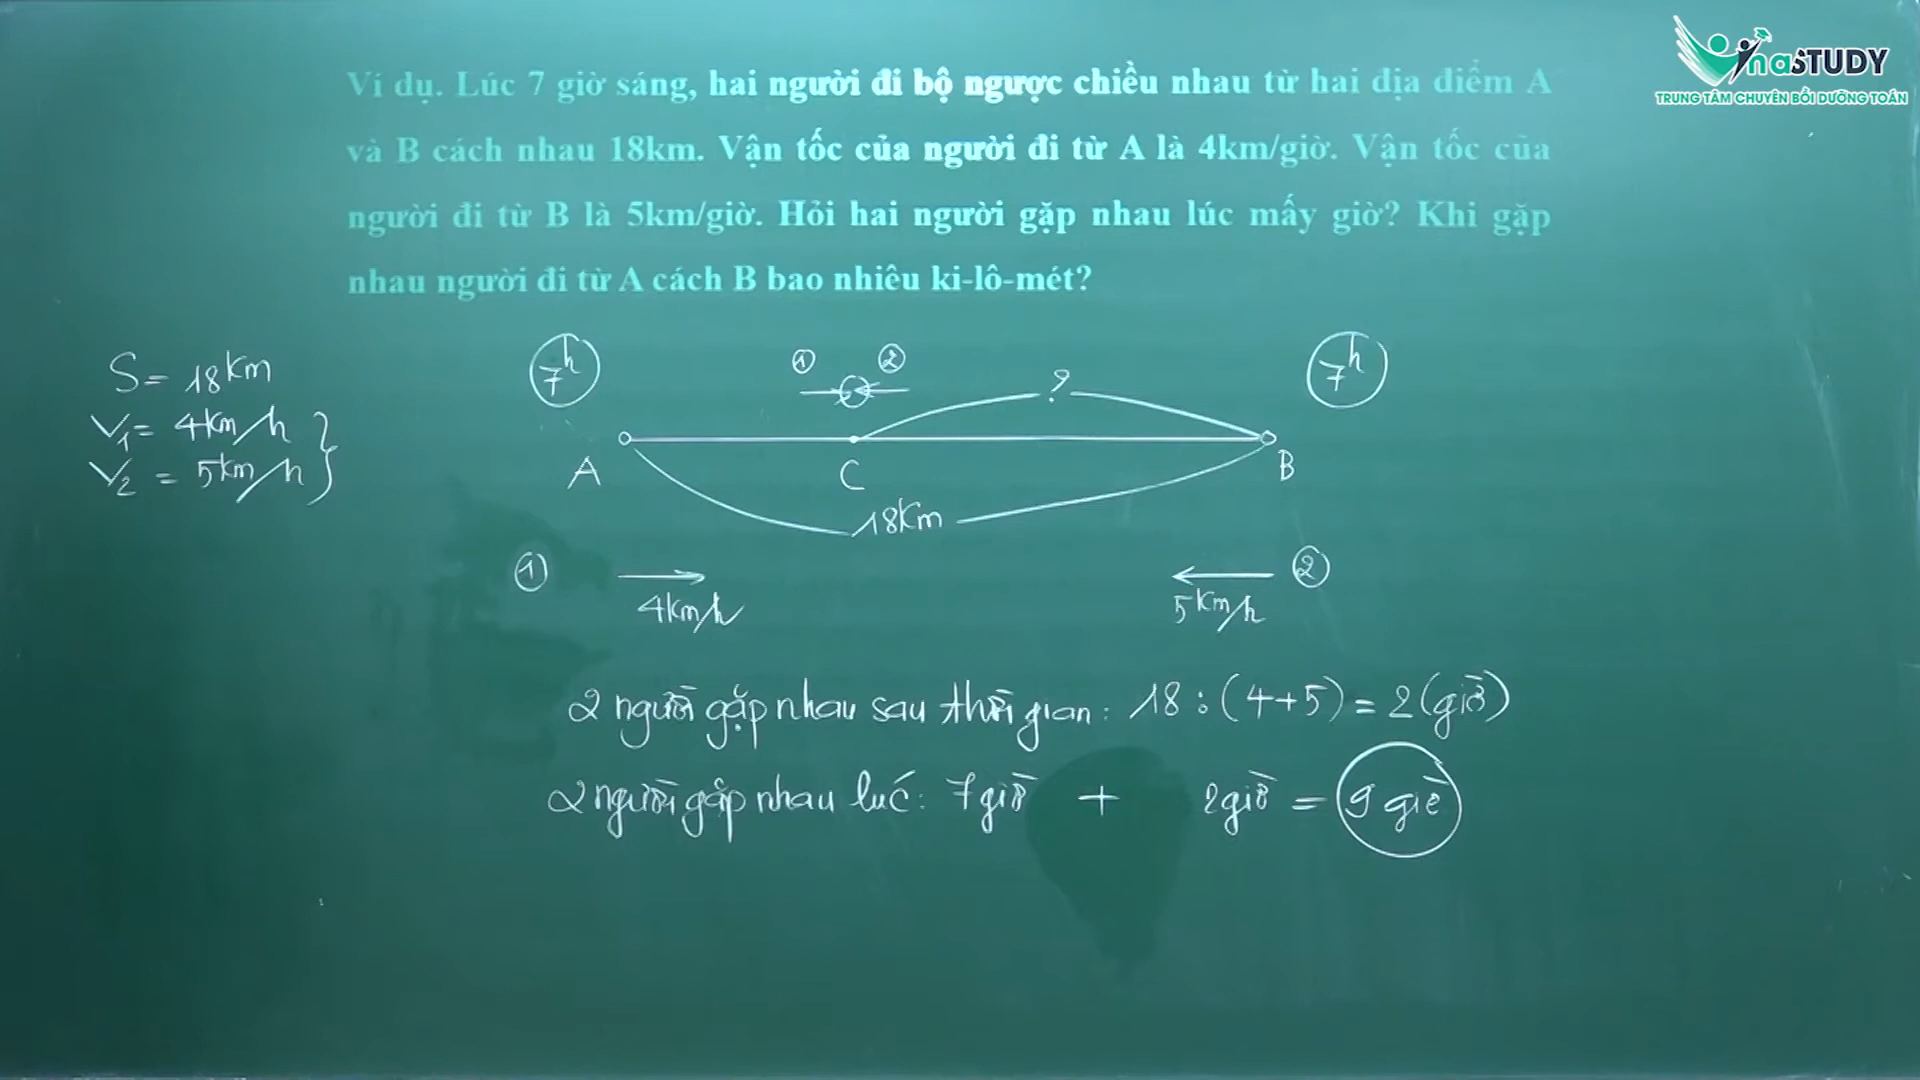 VinaSTUDY
TRUNG TÂM CHUYÊN BỒI DƯỠNG TOÁN
Ví dụ. Lúc 7 giờ sáng, hai người đi bộ ngược chiều nhau từ hai địa điểm A
và B cách nhau 18km. Vận tốc của người đi từ A là 4km/giờ. Vận tốc của
người đi từ B là 5km/giờ. Hỏi hai người gặp nhau lúc mấy giờ? Khi gặp
nhau người đi từ A cách B bao nhiêu ki-lô-mét?
S = 18km
V1 = 4km/h
V2 = 5km/h }
7h
① ②
?
7h
A C B
18km
① 4km/h
② 5km/h
2 người gặp nhau sau thời gian: 18 : (4+5) = 2 (giờ)
2 người gặp nhau lúc: 7 giờ + 2 giờ = 9 giờ